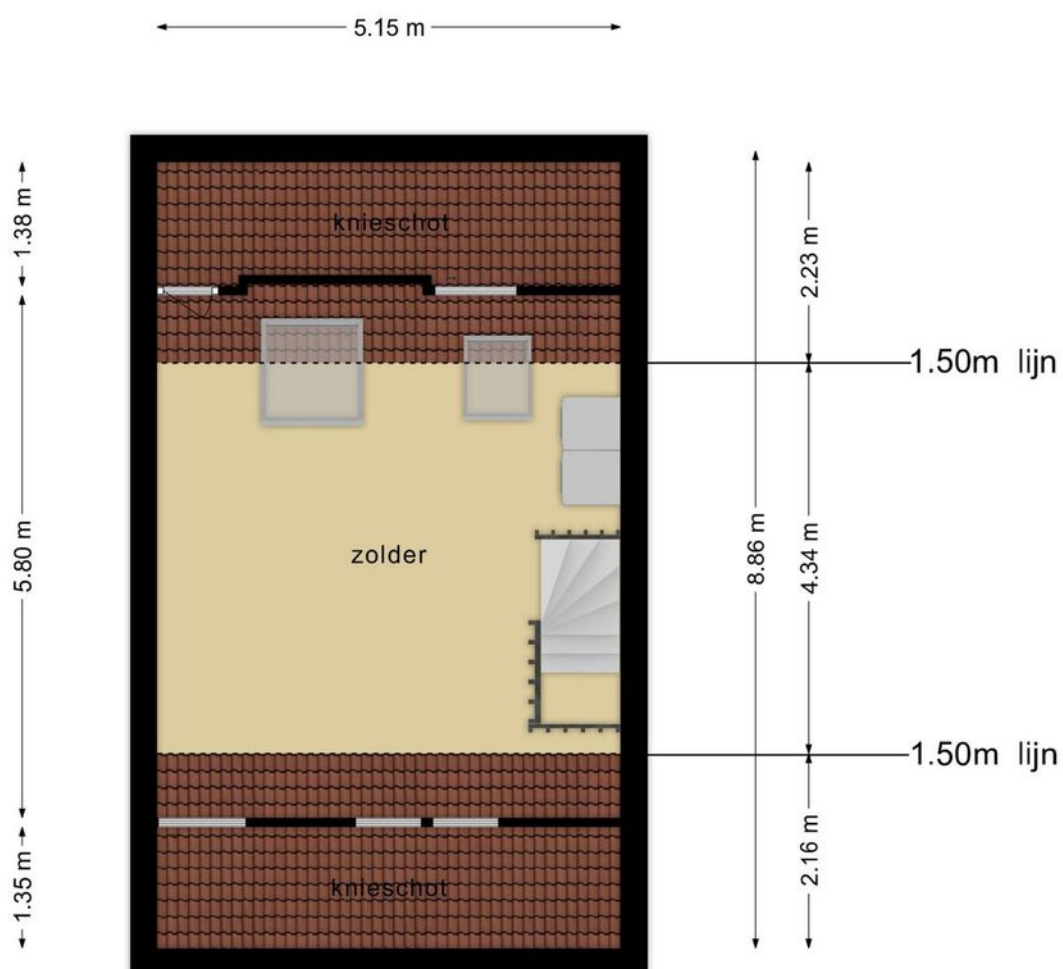 5.15 m
knieschot
1.38 m
2.23 m
1.50m lijn
zolder
5.80 m
8.86 m
4.34 m
1.50m lijn
knieschot
1.35 m
2.16 m